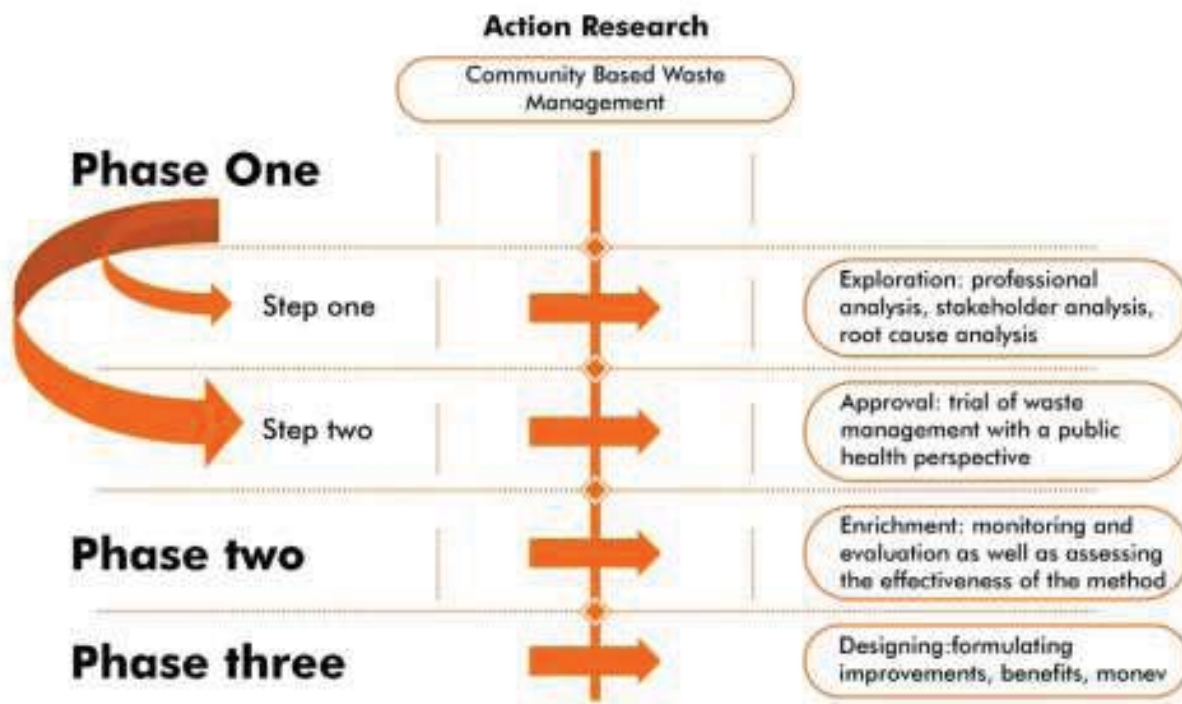 Action Research
Community Based Waste
Management
Phase One
Step one
Exploration: professional
analysis, stakeholder analysis,
root cause analysis
Step two
Approval: trial of waste
management with a public
health perspective
Phase two
Enrichment: monitoring and
evaluation as well as assessing
the effectiveness of the method
Phase three
Designing:formulating
improvements, benefits, monev